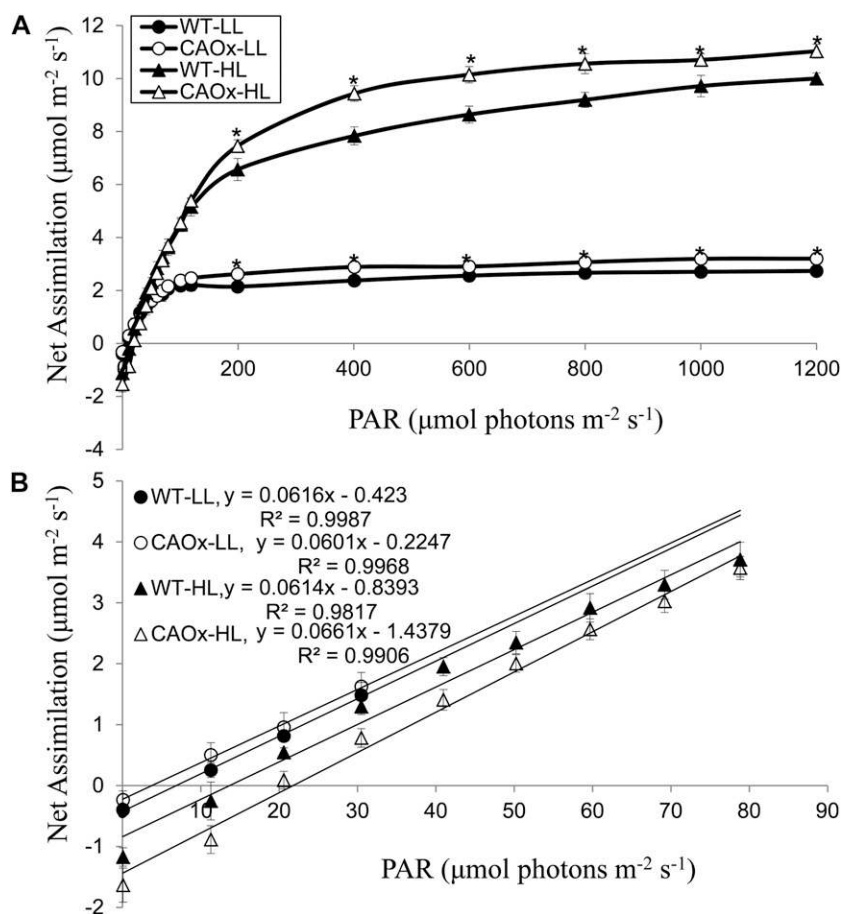 A
WT-LL
CAOx-LL
WT-HL
CAOx-HL
12
10
8
6
4
2
0
-2
-4
* * * * * *
* * * * * *
200 400 600 800 1000 1200
Net Assimilation (µmol m⁻² s⁻¹)
PAR (µmol photons m⁻² s⁻¹)
B
WT-LL, y = 0.0616x - 0.423
R² = 0.9987
CAOx-LL, y = 0.0601x - 0.2247
R² = 0.9968
WT-HL, y = 0.0614x - 0.8393
R² = 0.9817
CAOx-HL, y = 0.0661x - 1.4379
R² = 0.9906
5
4
3
2
1
0
-1
-2
0 10 20 30 40 50 60 70 80 90
Net Assimilation (µmol m⁻² s⁻¹)
PAR (µmol photons m⁻² s⁻¹)